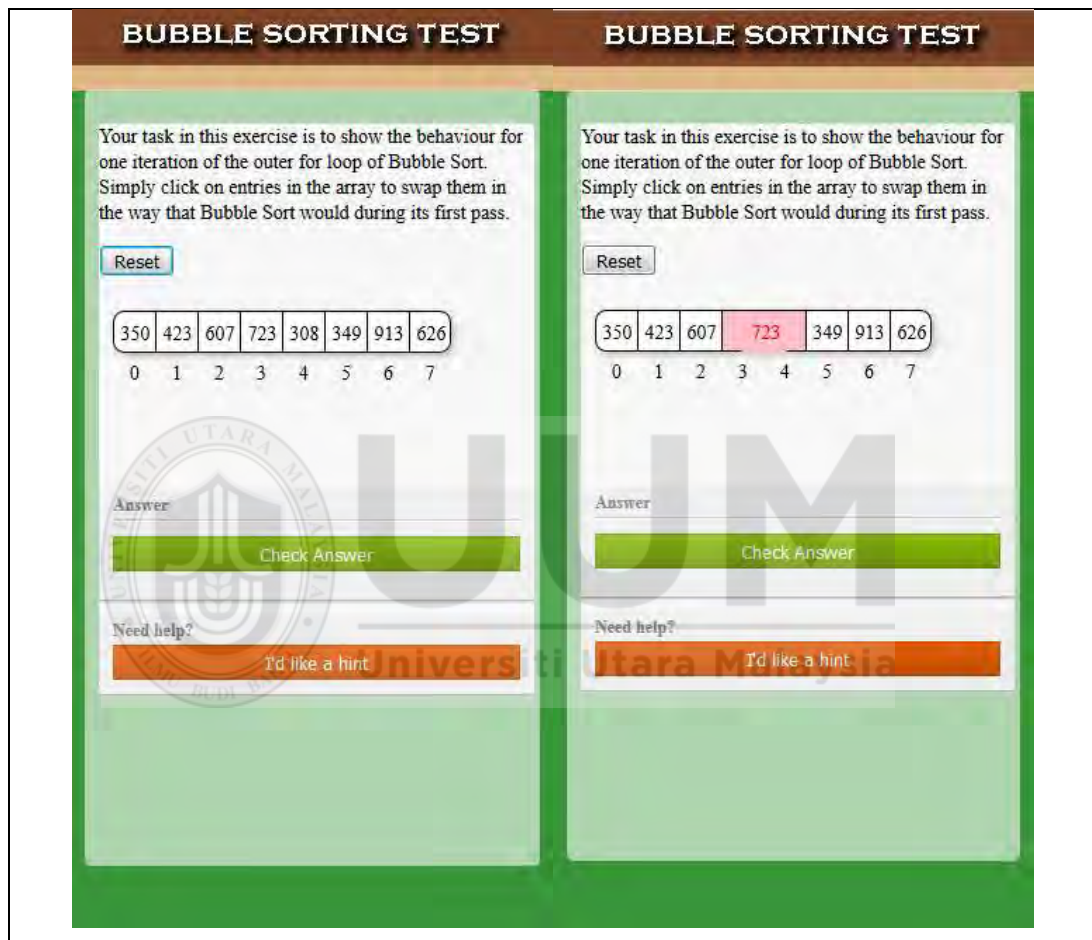 BUBBLE SORTING TEST
Your task in this exercise is to show the behaviour for
one iteration of the outer for loop of Bubble Sort.
Simply click on entries in the array to swap them in
the way that Bubble Sort would during its first pass.
Reset
350 423 607 723 308 349 913 626
0 1 2 3 4 5 6 7
Answer
Check Answer
Need help?
I'd like a hint
BUBBLE SORTING TEST
Your task in this exercise is to show the behaviour for
one iteration of the outer for loop of Bubble Sort.
Simply click on entries in the array to swap them in
the way that Bubble Sort would during its first pass.
Reset
350 423 607 723 349 913 626
0 1 2 3 4 5 6 7
Answer
Check Answer
Need help?
I'd like a hint
UUM
Universiti Utara Malaysia
UNIVERSITI UTARA MALAYSIA
ILMU BUDI